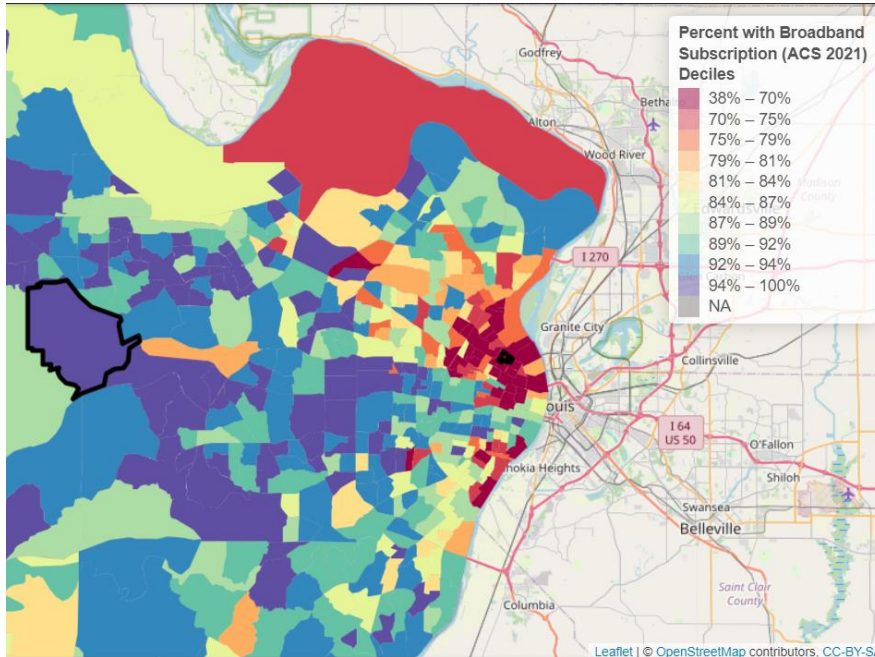 Godfrey
Percent with Broadband
Subscription (ACS 2021)
Deciles
38% – 70%
70% – 75%
75% – 79%
79% – 81%
81% – 84%
84% – 87%
87% – 89%
89% – 92%
92% – 94%
94% – 100%
NA
Alton
Wood River
I 270
Granite City
Collinsville
ouis
I 64
US 50
O'Fallon
nokia Heights
Shiloh
Swansea
Belleville
Saint Clair
County
Columbia
Leaflet | © OpenStreetMap contributors, CC-BY-SA